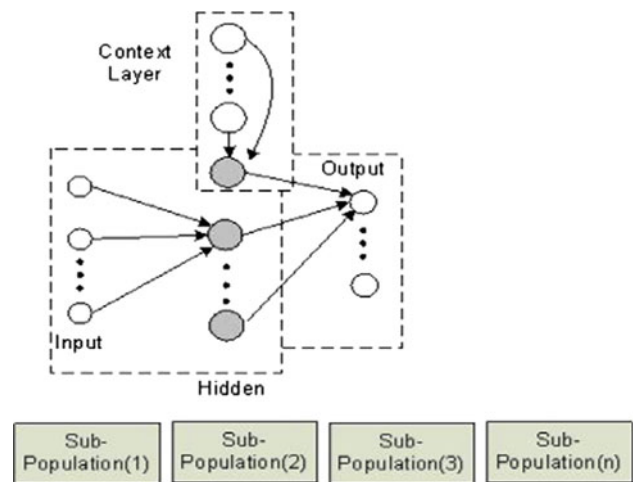 Context
Layer
Output
Input
Hidden
Sub-
Population(1)
Sub-
Population(2)
Sub-
Population(3)
Sub-
Population(n)